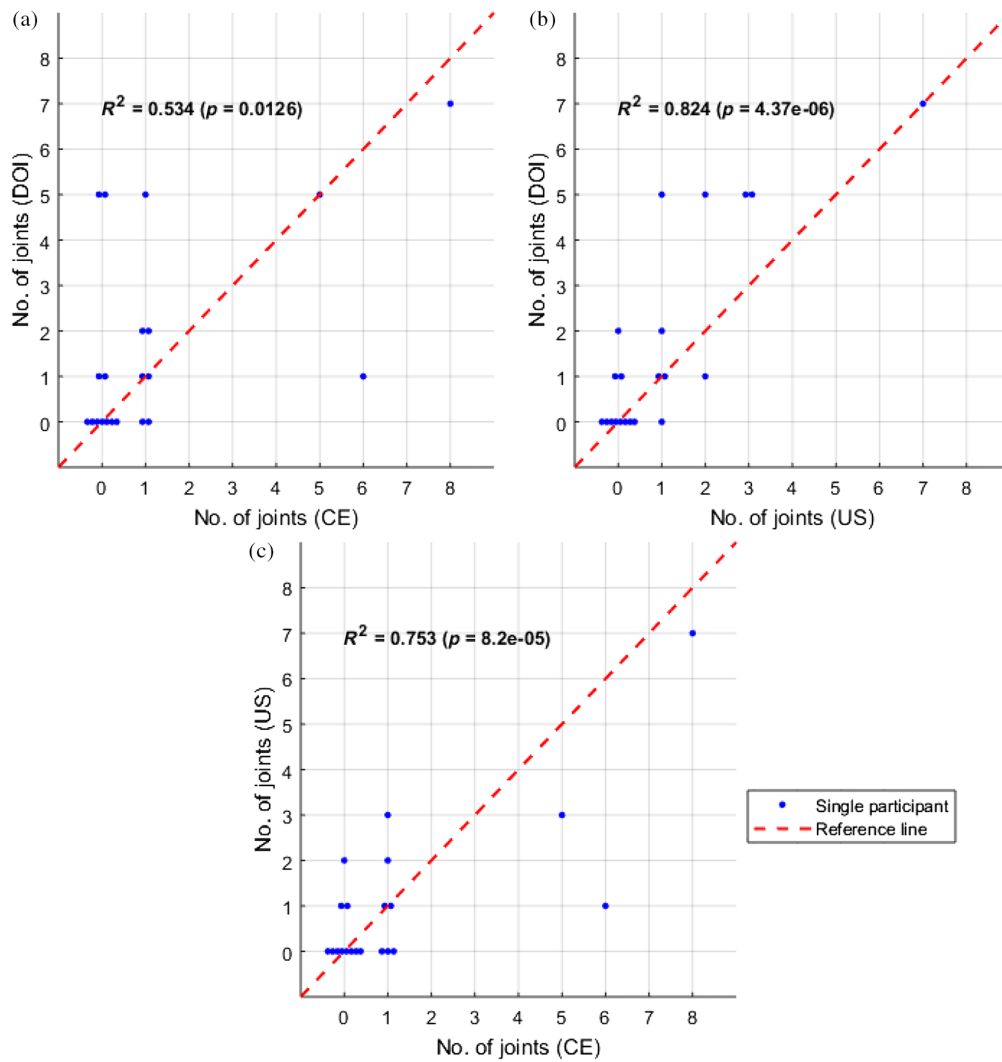 (a)
8
7
6
5
4
3
2
1
0
No. of joints (DOI)
R² = 0.534 (p = 0.0126)
0 1 2 3 4 5 6 7 8
No. of joints (CE)
(b)
8
7
6
5
4
3
2
1
0
No. of joints (DOI)
R² = 0.824 (p = 4.37e-06)
0 1 2 3 4 5 6 7 8
No. of joints (US)
(c)
8
7
6
5
4
3
2
1
0
No. of joints (US)
R² = 0.753 (p = 8.2e-05)
0 1 2 3 4 5 6 7 8
No. of joints (CE)
Single participant
Reference line